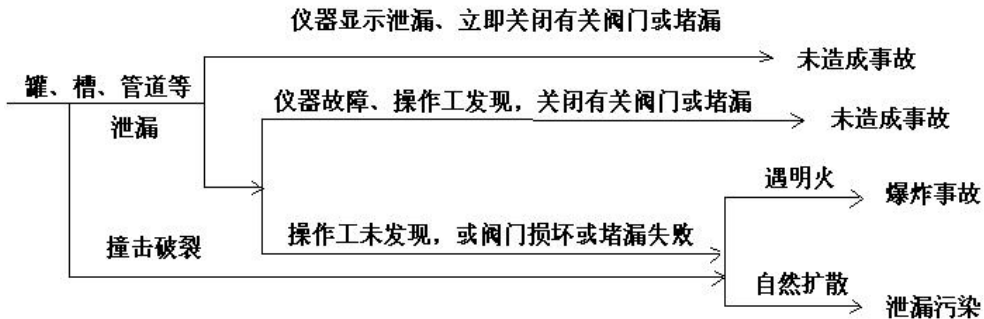 仪器显示泄漏、立即关闭有关阀门或堵漏
未造成事故
罐、槽、管道等
泄漏
仪器故障、操作工发现，关闭有关阀门或堵漏
未造成事故
遇明火
爆炸事故
操作工未发现，或阀门损坏或堵漏失败
撞击破裂
自然扩散
泄漏污染